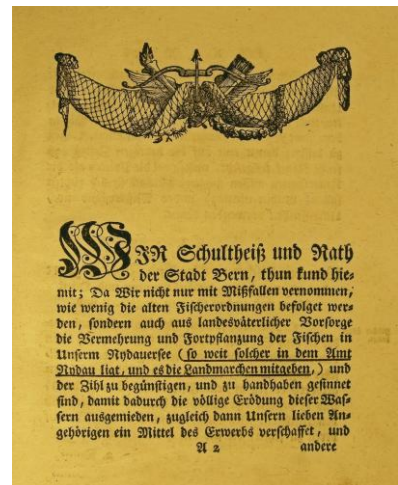 WIR Schultheiß und Rath
der Stadt Bern, thun kund hie-
mit; Da Wir nicht nur mit Mißfallen vernommen,
wie wenig die alten Fischerordnungen befolget wer-
den, sondern auch aus landesväterlicher Vorsorge
die Vermehrung und Fortpflanzung der Fischen in
Unserm Nydauersee (so weit solcher in dem Amt
Nydau ligt, und es die Landmarchen mitgeben,) und
der Zihl zu begünstigen, und zu handhaben gesinnet
sind, damit dadurch die völlige Erödung dieser Was-
sern ausgemieden, zugleich dann Unsern lieben An-
gehörigen ein Mittel des Erwerbs verschaffet, und
A 2 andere